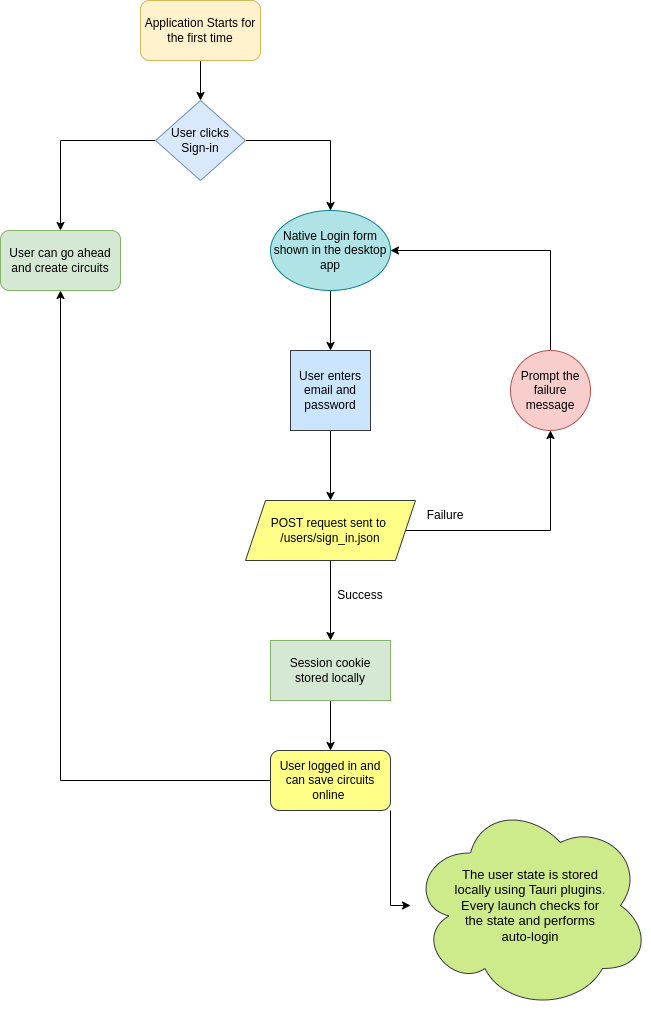 Application Starts for
the first time
User clicks
Sign-in
User can go ahead
and create circuits
Native Login form
shown in the desktop
app
User enters
email and
password
Prompt the
failure
message
POST request sent to
/users/sign_in.json
Failure
Success
Session cookie
stored locally
User logged in and
can save circuits
online
The user state is stored
locally using Tauri plugins.
Every launch checks for
the state and performs
auto-login